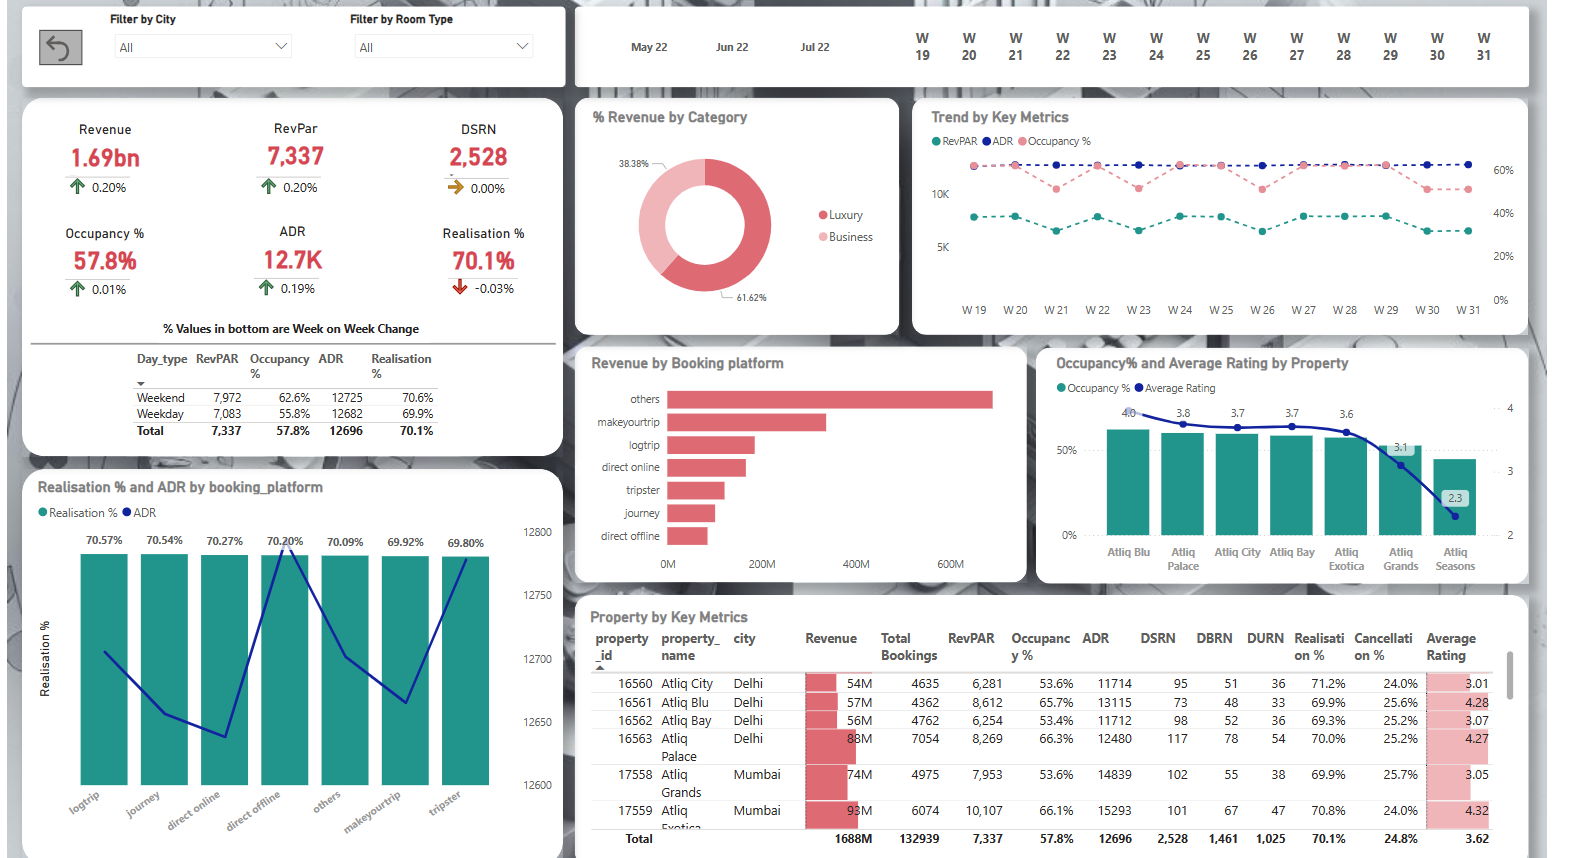 Filter by City
Filter by Room Type
All
All
May 22
Jun 22
Jul 22
W 19
W 20
W 21
W 22
W 23
W 24
W 25
W 26
W 27
W 28
W 29
W 30
W 31
Revenue
1.69bn
0.20%
RevPar
7,337
0.20%
DSRN
2,528
0.00%
Occupancy %
57.8%
0.01%
ADR
12.7K
0.19%
Realisation %
70.1%
-0.03%
% Values in bottom are Week on Week Change
Day_type RevPAR Occupancy % ADR Realisation %
Weekend 7,972 62.6% 12725 70.6%
Weekday 7,083 55.8% 12682 69.9%
Total 7,337 57.8% 12696 70.1%
% Revenue by Category
38.38%
61.62%
Luxury
Business
Trend by Key Metrics
RevPAR ADR Occupancy %
10K
5K
60%
40%
20%
0%
W 19 W 20 W 21 W 22 W 23 W 24 W 25 W 26 W 27 W 28 W 29 W 30 W 31
Revenue by Booking platform
others
makeyourtrip
logtrip
direct online
tripster
journey
direct offline
0M 200M 400M 600M
Occupancy% and Average Rating by Property
Occupancy % Average Rating
4.0 3.8 3.7 3.7 3.6 3.1 2.3
50%
0%
4
3
2
Atliq Blu
Atliq Palace
Atliq City
Atliq Bay
Atliq Exotica
Atliq Grands
Atliq Seasons
Realisation % and ADR by booking_platform
Realisation % ADR
70.57% 70.54% 70.27% 70.20% 70.09% 69.92% 69.80%
Realisation %
12800
12750
12700
12650
12600
logtrip
journey
direct online
direct offline
others
makeyourtrip
tripster
Property by Key Metrics
property_id property_name city Revenue Total Bookings RevPAR Occupancy % ADR DSRN DBRN DURN Realisation % Cancellation % Average Rating
16560 Atliq City Delhi 54M 4635 6,281 53.6% 11714 95 51 36 71.2% 24.0% 3.01
16561 Atliq Blu Delhi 57M 4362 8,612 65.7% 13115 73 48 33 69.9% 25.6% 4.28
16562 Atliq Bay Delhi 56M 4762 6,254 53.4% 11712 98 52 36 69.3% 25.2% 3.07
16563 Atliq Palace Delhi 88M 7054 8,269 66.3% 12480 117 78 54 70.0% 25.2% 4.27
17558 Atliq Grands Mumbai 74M 4975 7,953 53.6% 14839 102 55 38 69.9% 25.7% 3.05
17559 Atliq Exotica Mumbai 93M 6074 10,107 66.1% 15293 101 67 47 70.8% 24.0% 4.32
Total 1688M 132939 7,337 57.8% 12696 2,528 1,461 1,025 70.1% 24.8% 3.62